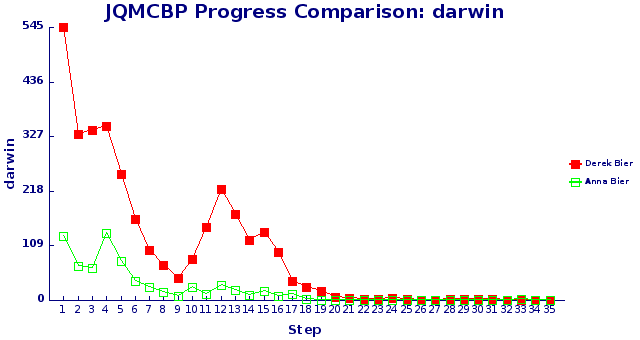 JQMCBP Progress Comparison: darwin
545
436
327
218
109
0
darwin
1 2 3 4 5 6 7 8 9 10 11 12 13 14 15 16 17 18 19 20 21 22 23 24 25 26 27 28 29 30 31 32 33 34 35
Step
Derek Bier
Anna Bier